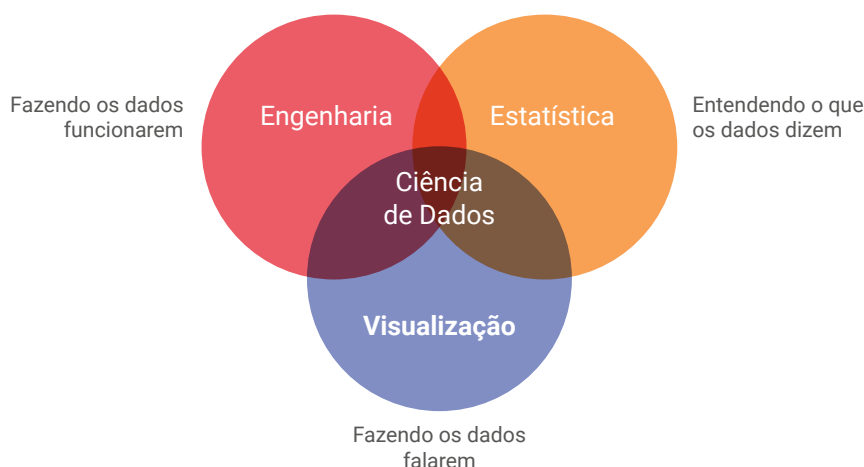 Fazendo os dados
funcionarem
Engenharia
Estatística
Entendendo o que
os dados dizem
Ciência
de Dados
Visualização
Fazendo os dados
falarem